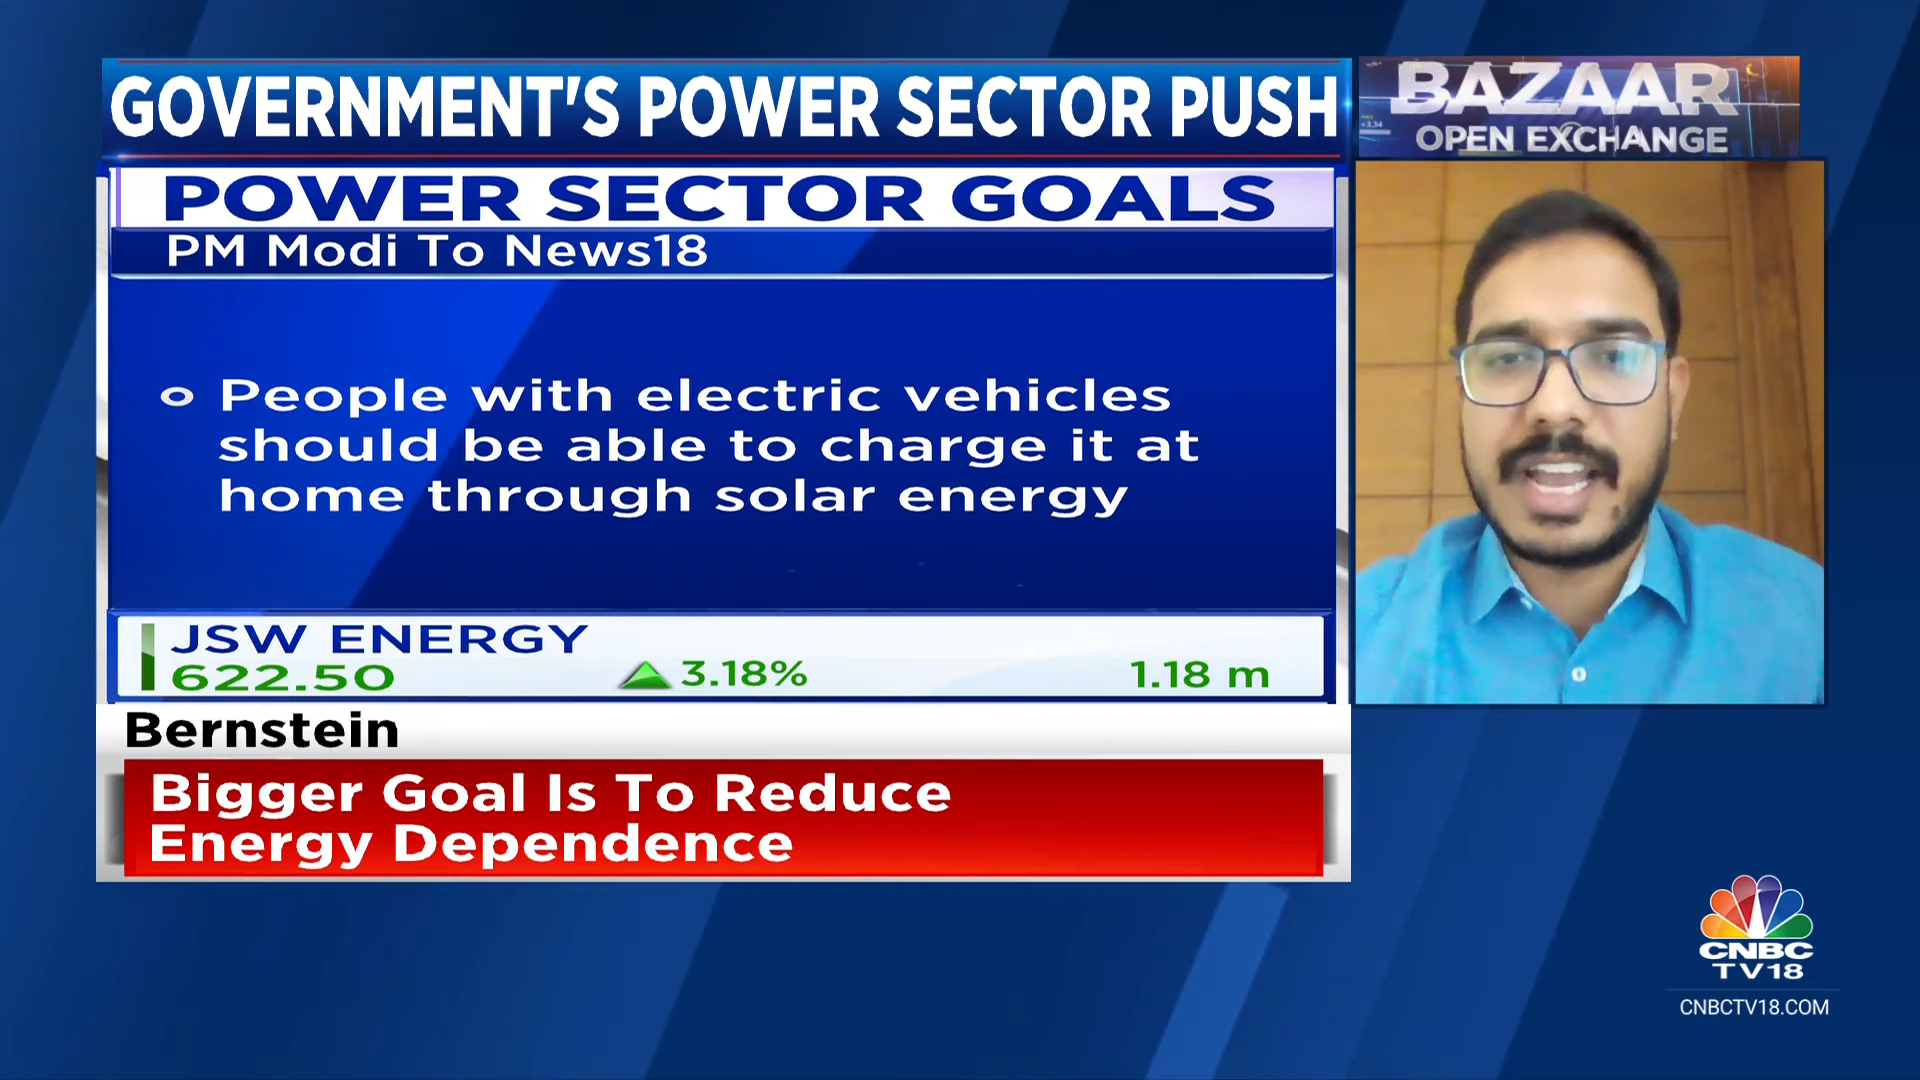 GOVERNMENT'S POWER SECTOR PUSH
BAZAAR
OPEN EXCHANGE
POWER SECTOR GOALS
PM Modi To News18
People with electric vehicles
should be able to charge it at
home through solar energy
JSW ENERGY
622.50 3.18% 1.18 m
Bernstein
Bigger Goal Is To Reduce
Energy Dependence
CNBC
TV18
CNBCTV18.COM